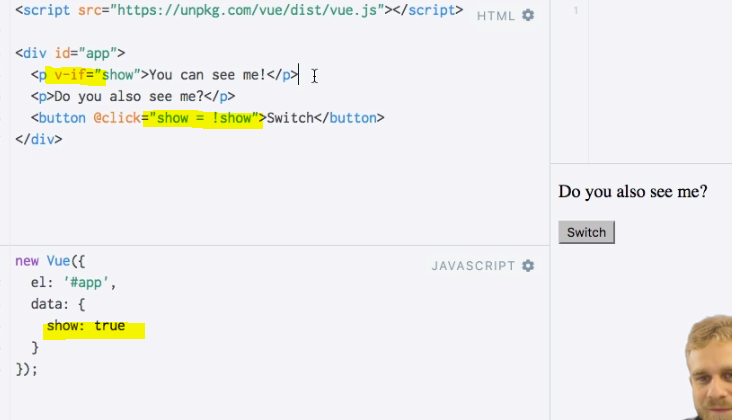 <script src="https://unpkg.com/vue/dist/vue.js"></script>
HTML
<div id="app">
<p v-if="show">You can see me!</p>
<p>Do you also see me?</p>
<button @click="show = !show">Switch</button>
</div>
1
Do you also see me?
Switch
JAVASCRIPT
new Vue({
el: '#app',
data: {
show: true
}
});